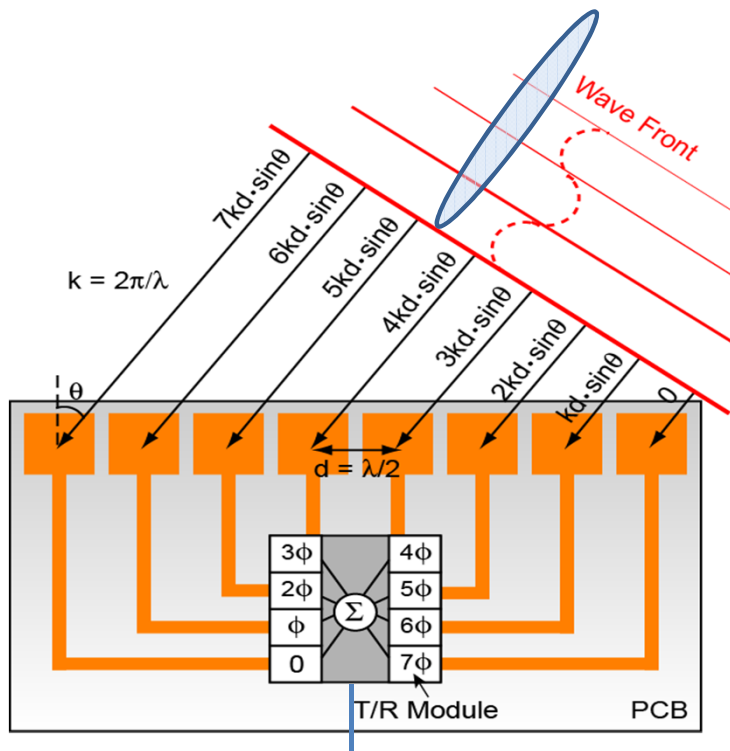 Wave Front
7kd·sinθ
6kd·sinθ
5kd·sinθ
4kd·sinθ
3kd·sinθ
2kd·sinθ
kd·sinθ
0
k = 2π/λ
θ
d = λ/2
3ϕ
4ϕ
2ϕ
5ϕ
Σ
ϕ
6ϕ
0
7ϕ
T/R Module
PCB